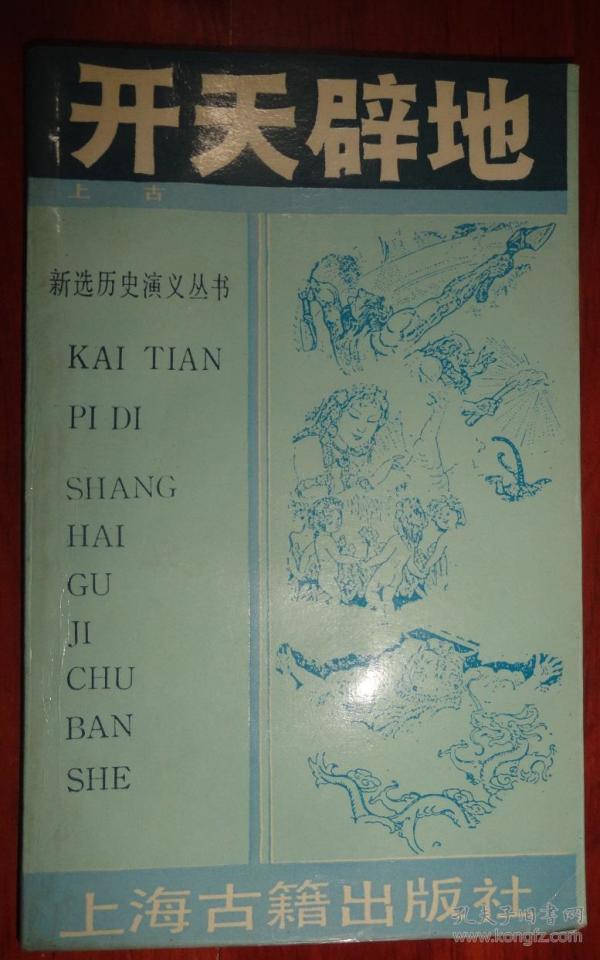 开天辟地
上古
新选历史演义丛书
KAI TIAN
PI DI
SHANG
HAI
GU
JI
CHU
BAN
SHE
上海古籍出版社
孔夫子旧书网
www.kongfz.com